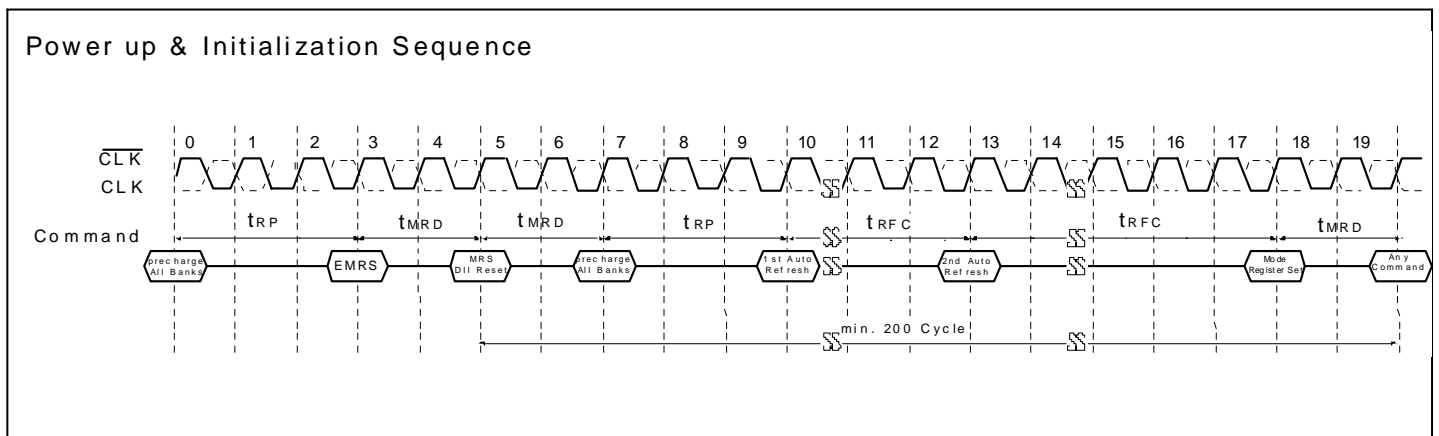 Power up & Initialization Sequence
0 1 2 3 4 5 6 7 8 9 10 11 12 13 14 15 16 17 18 19
CLK
CLK
Command
tRP tMRD tMRD tRP tRFC tRFC tMRD
precharge All Banks
EMRS
MRS Dll Reset
precharge All Banks
1st Auto Refresh
2nd Auto Refresh
Mode Register Set
Any Command
min. 200 Cycle